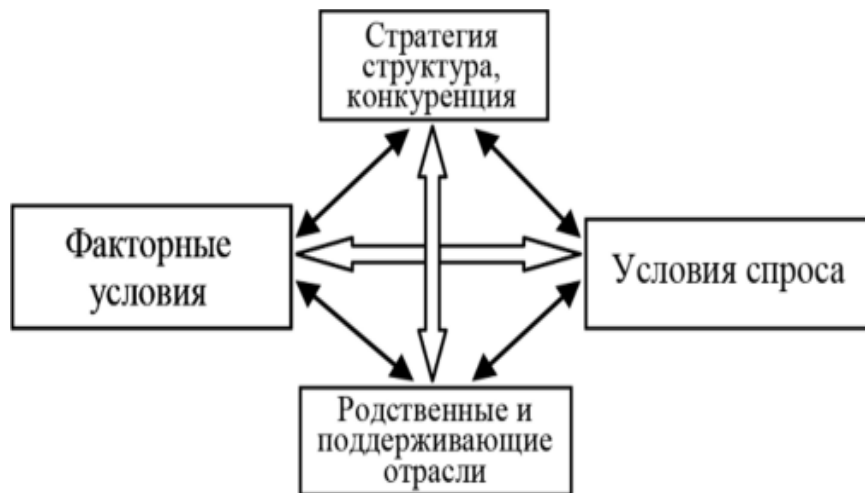 Стратегия
структура,
конкуренция
Факторные
условия
Условия спроса
Родственные и
поддерживающие
отрасли